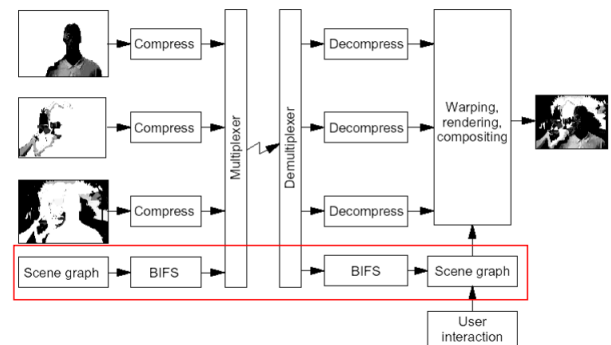 Compress
Decompress
Compress
Decompress
Compress
Decompress
Multiplexer
Demultiplexer
Warping,
rendering,
compositing
Scene graph
BIFS
BIFS
Scene graph
User
interaction